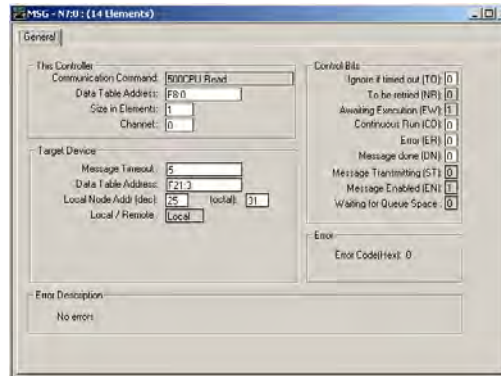 MSG - N7:0 : (14 Elements)
General
This Controller
Communication Command: 500CPU Read
Data Table Address: F8:0
Size in Elements: 1
Channel: 0
Target Device
Message Timeout: 5
Data Table Address: F21:3
Local Node Addr (dec): 25 (octal): 31
Local / Remote: Local
Control Bits
Ignore if timed out (TO): 0
To be retried (NR): 0
Awaiting Execution (EW): 1
Continuous Run (CO): 0
Error (ER): 0
Message done (DN): 0
Message Transmitting (ST): 0
Message Enabled (EN): 1
Waiting for Queue Space : 0
Error
Error Code(Hex): 0
Error Description
No errors